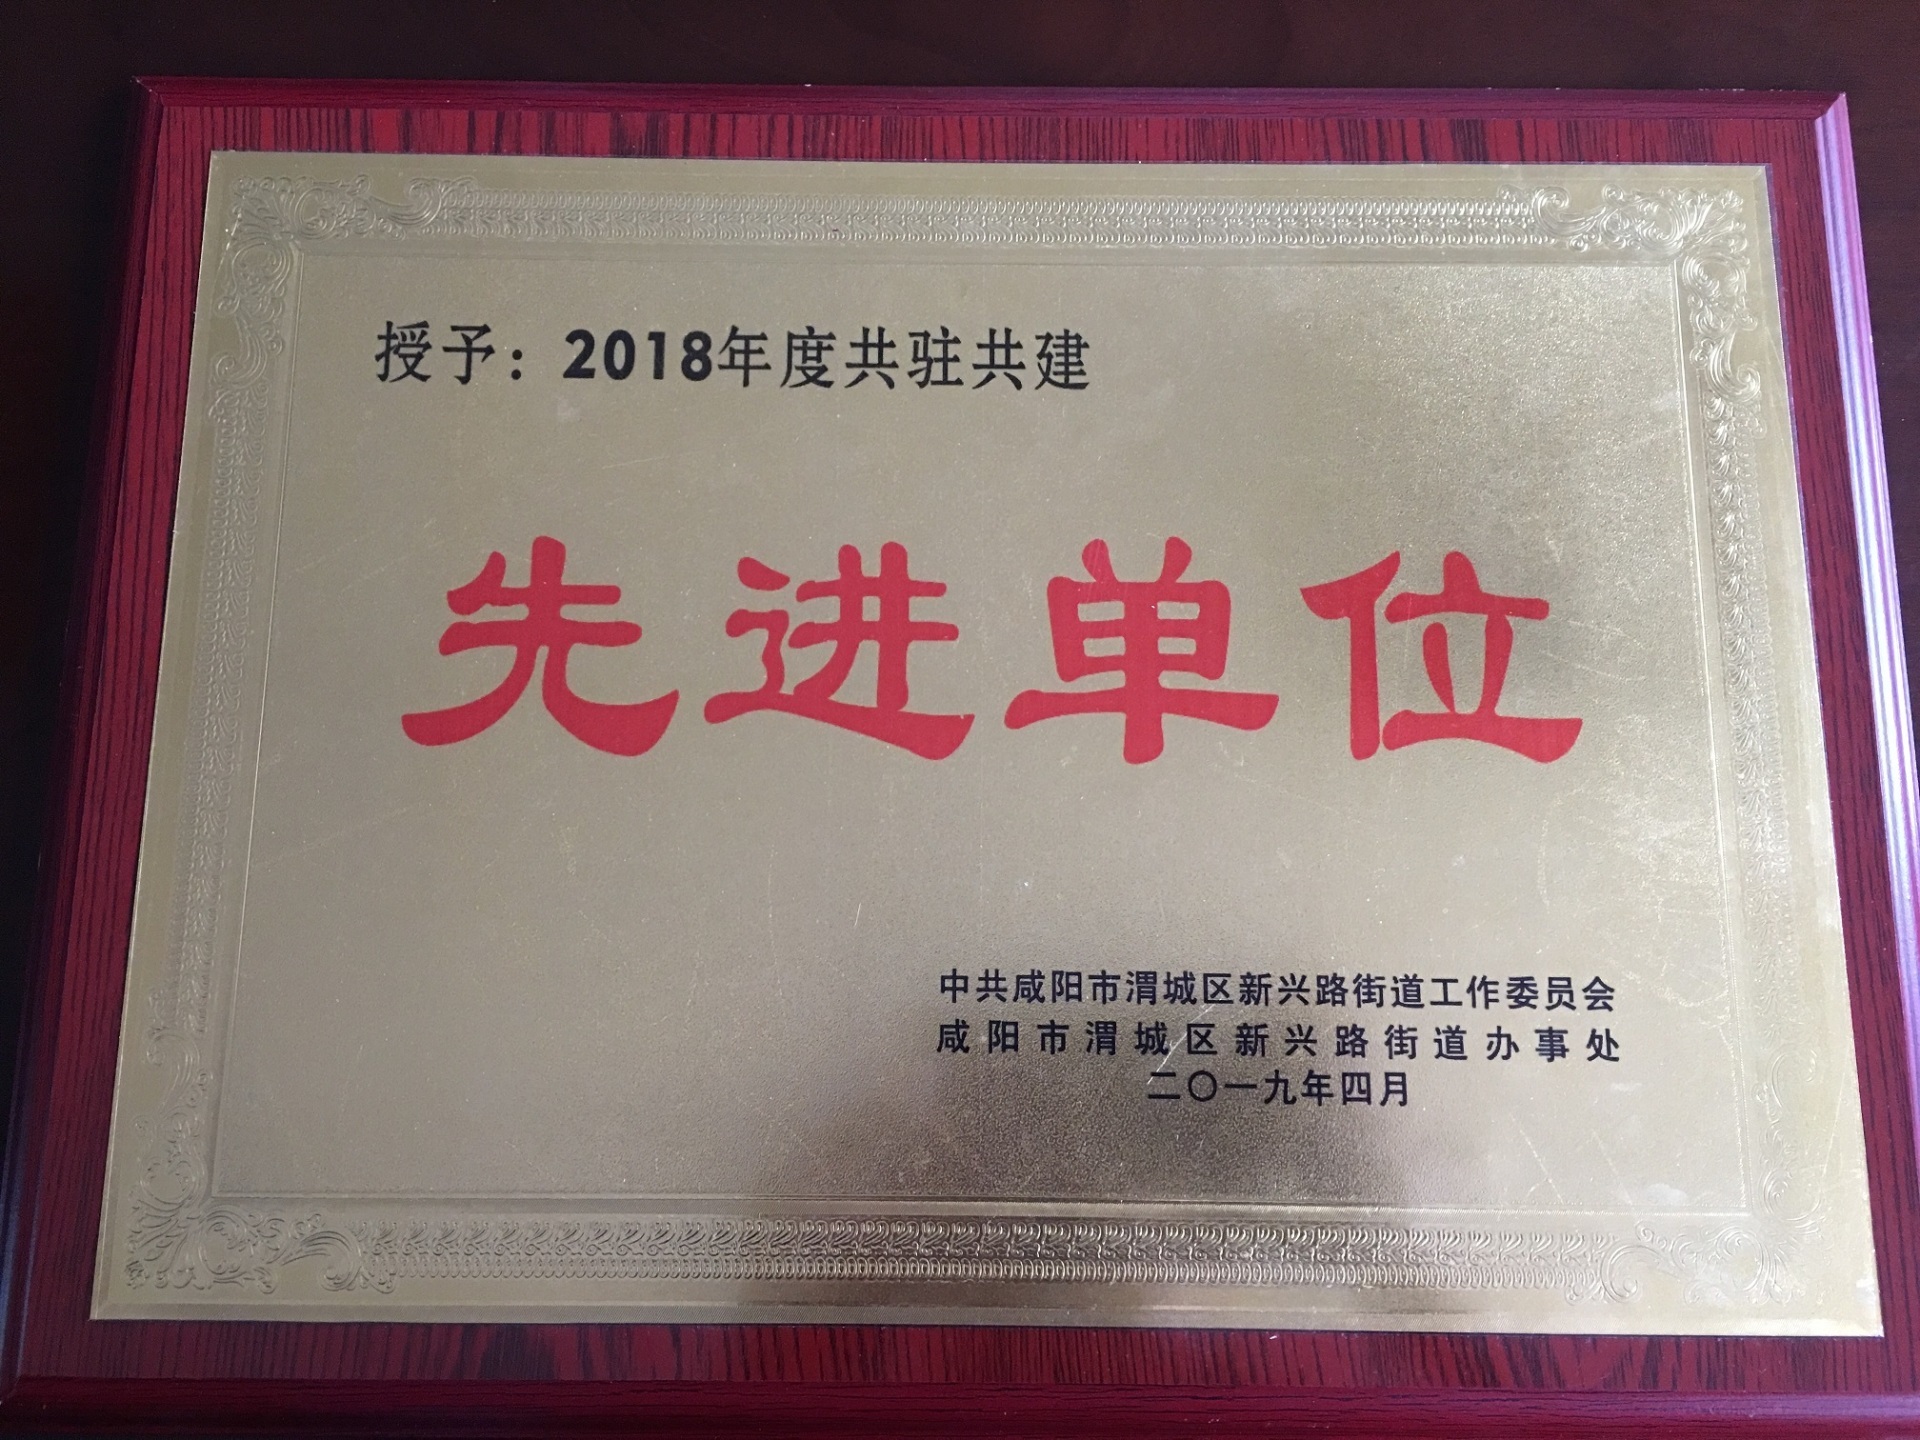 授予：2018年度共驻共建
先进单位
中共咸阳市渭城区新兴路街道工作委员会
咸阳市渭城区新兴路街道办事处
二〇一九年四月